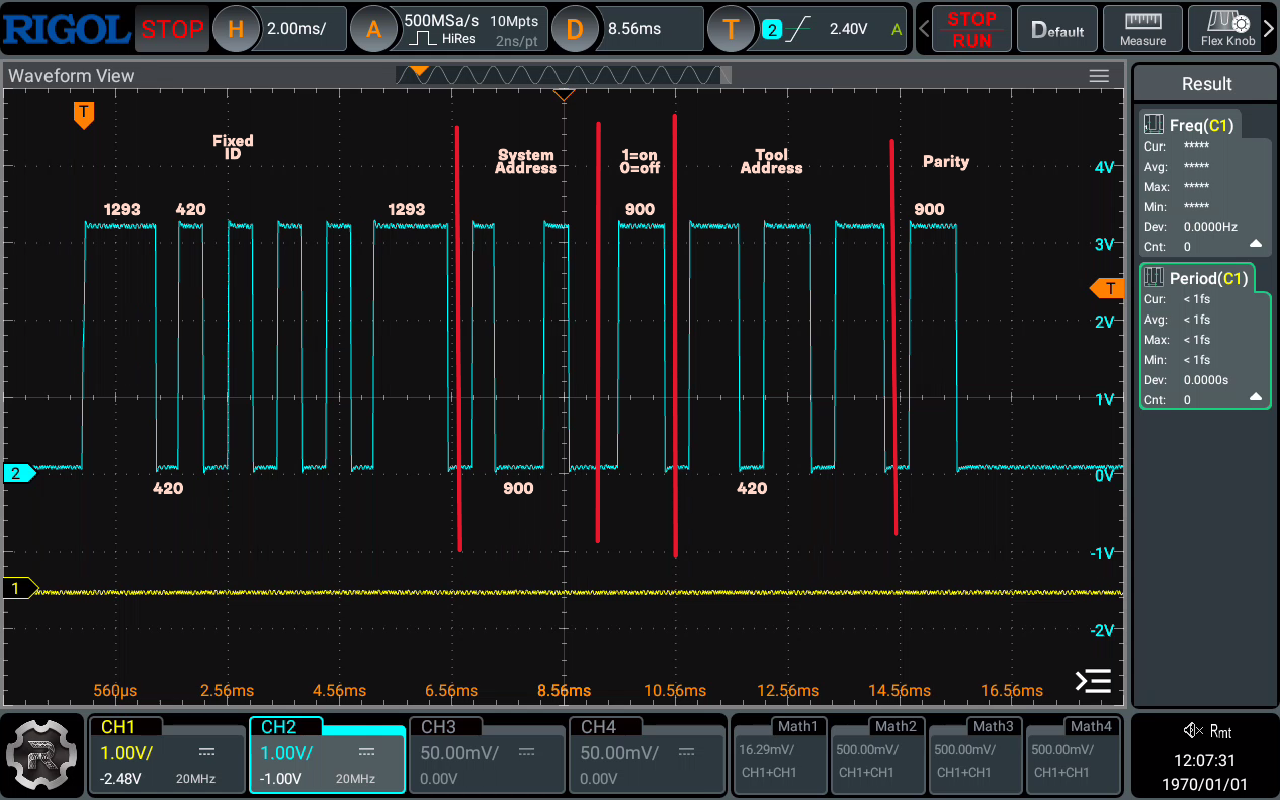 RIGOL STOP H 2.00ms/ A 500MSa/s 10Mpts D 8.56ms T 2 2.40V A STOP Default Measure Flex Knob
HiRes 2ns/pt RUN
Waveform View
Result
T
Fixed
ID
System
Address
1=on
0=off
Tool
Address
Parity
1293 420 1293 900 900
420 900 420
4V
3V
T
2V
1V
2 0V
-1V
1
-2V
560µs 2.56ms 4.56ms 6.56ms 8.56ms 10.56ms 12.56ms 14.56ms 16.56ms
Freq(C1)
Cur: *****
Avg: *****
Max: *****
Min: *****
Dev: 0.0000Hz
Cnt: 0
Period(C1)
Cur: < 1fs
Avg: < 1fs
Max: < 1fs
Min: < 1fs
Dev: 0.0000s
Cnt: 0
R
CH1
1.00V/
-2.48V 20MHz
CH2
1.00V/
-1.00V 20MHz
CH3
50.00mV/
0.00V
CH4
50.00mV/
0.00V
Math1
16.29mV/
CH1+CH1
Math2
500.00mV/
CH1+CH1
Math3
500.00mV/
CH1+CH1
Math4
500.00mV/
CH1+CH1
Rmt
12:07:31
1970/01/01